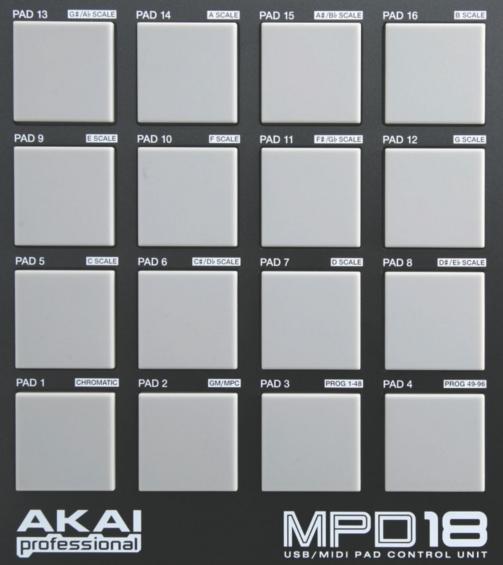 PAD 13 G♯/A♭ SCALE PAD 14 A SCALE PAD 15 A♯/B♭ SCALE PAD 16 B SCALE
PAD 9 E SCALE PAD 10 F SCALE PAD 11 F♯/G♭ SCALE PAD 12 G SCALE
PAD 5 C SCALE PAD 6 C♯/D♭ SCALE PAD 7 D SCALE PAD 8 D♯/E♭ SCALE
PAD 1 CHROMATIC PAD 2 GM/MPC PAD 3 PROG 1-48 PAD 4 PROG 49-96
AKAI MPD18
professional USB/MIDI PAD CONTROL UNIT